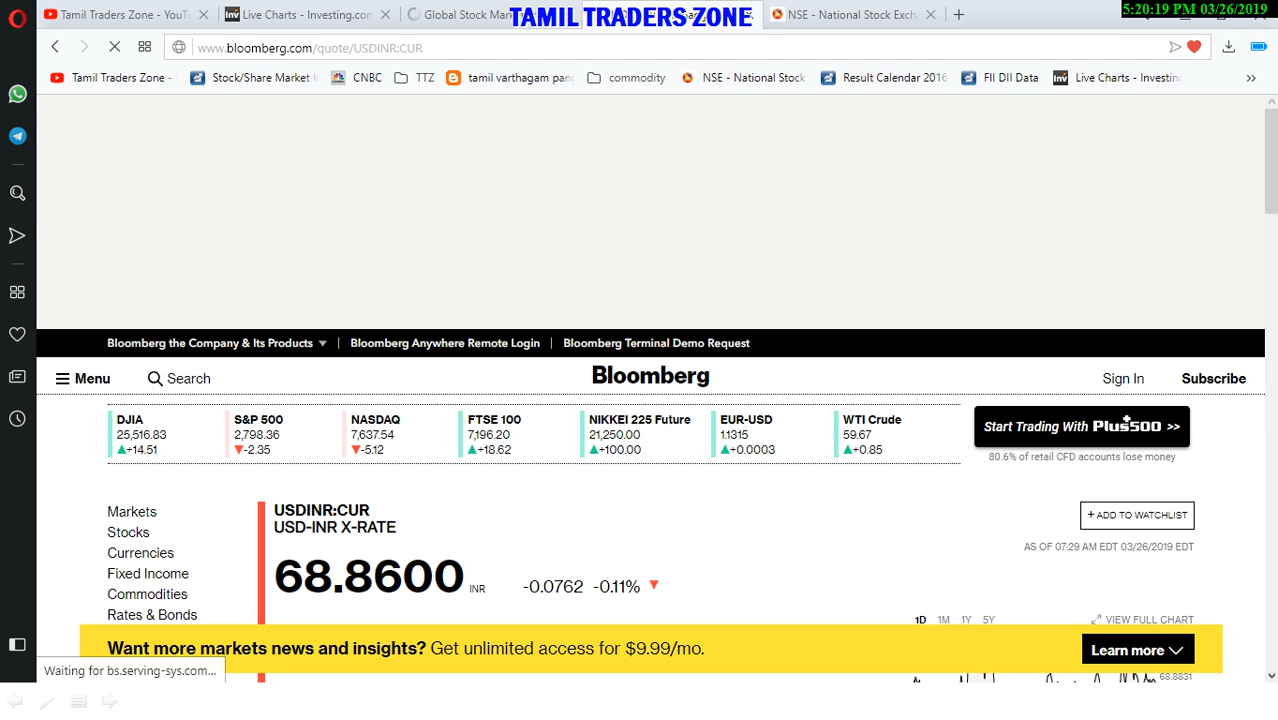 Tamil Traders Zone - YouTu
Live Charts - Investing.com
Global Stock Mar
TAMIL TRADERS ZONE
NSE - National Stock Exch
5:20:19 PM 03/26/2019
www.bloomberg.com/quote/USDINR:CUR
Tamil Traders Zone -
Stock/Share Market I
CNBC
TTZ
tamil varthagam pan
commodity
NSE - National Stock
Result Calendar 2016
FII DII Data
Live Charts - Investin
Bloomberg the Company & Its Products
Bloomberg Anywhere Remote Login
Bloomberg Terminal Demo Request
Menu
Search
Bloomberg
Sign In
Subscribe
DJIA
25,516.83
+14.51
S&P 500
2,798.36
-2.35
NASDAQ
7,637.54
-5.12
FTSE 100
7,196.20
+18.62
NIKKEI 225 Future
21,250.00
+100.00
EUR-USD
1.1315
+0.0003
WTI Crude
59.67
+0.85
Start Trading With Plus500 >>
80.6% of retail CFD accounts lose money
Markets
Stocks
Currencies
Fixed Income
Commodities
Rates & Bonds
USDINR:CUR
USD-INR X-RATE
68.8600 INR -0.0762 -0.11%
+ ADD TO WATCHLIST
AS OF 07:29 AM EDT 03/26/2019 EDT
1D 1M 1Y 5Y
VIEW FULL CHART
Want more markets news and insights? Get unlimited access for $9.99/mo.
Learn more
Waiting for bs.serving-sys.com...
68.8831